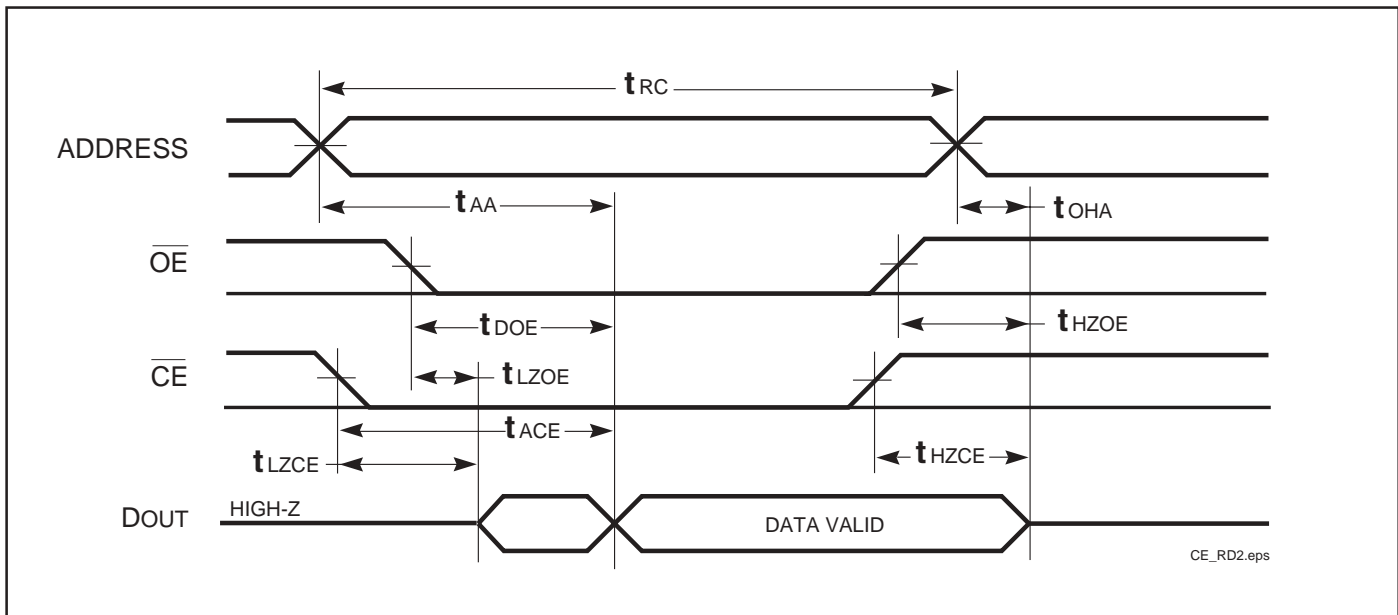 tRC
ADDRESS
tAA
tOHA
OE
tDOE
tHZOE
CE
tLZOE
tACE
tLZCE
tHZCE
DOUT
HIGH-Z
DATA VALID
CE_RD2.eps